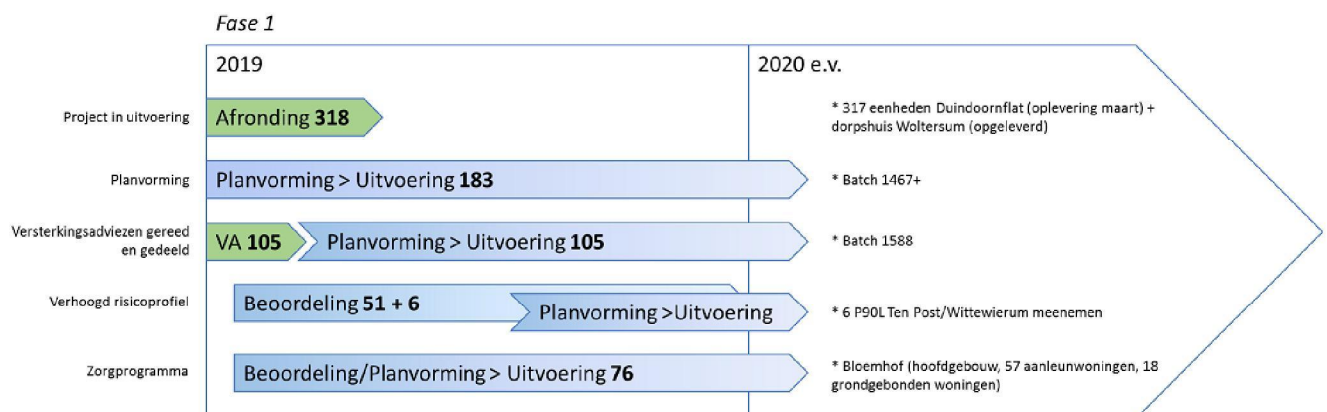 Fase 1
2019
2020 e.v.
Project in uitvoering
Afronding 318
* 317 eenheden Duindoornflat (oplevering maart) +
dorpshuis Woltersum (opgeleverd)
Planvorming
Planvorming > Uitvoering 183
* Batch 1467+
Versterkingsadviezen gereed
en gedeeld
VA 105
Planvorming > Uitvoering 105
* Batch 1588
Verhoogd risicoprofiel
Beoordeling 51 + 6
Planvorming >Uitvoering
* 6 P90L Ten Post/Wittewierum meenemen
Zorgprogramma
Beoordeling/Planvorming > Uitvoering 76
* Bloemhof (hoofdgebouw, 57 aanleunwoningen, 18
grondgebonden woningen)